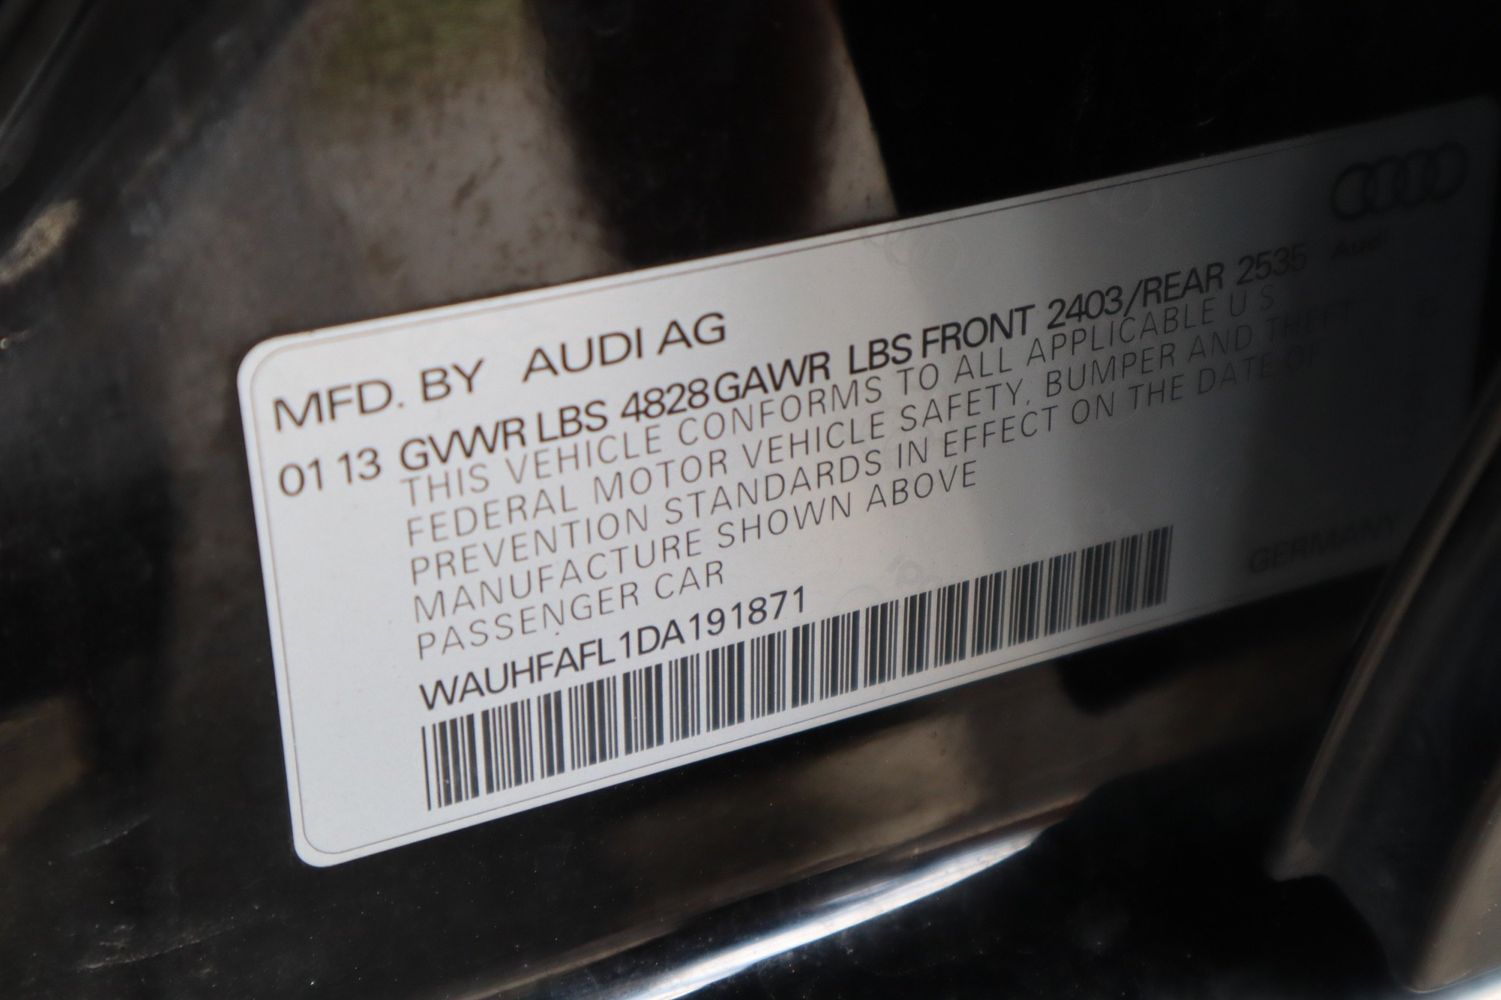 MFD. BY AUDI AG
01 13 GVWR LBS 4828 GAWR LBS FRONT 2403/REAR 2535 Audi
THIS VEHICLE CONFORMS TO ALL APPLICABLE U S
FEDERAL MOTOR VEHICLE SAFETY, BUMPER AND THEFT
PREVENTION STANDARDS IN EFFECT ON THE DATE OF
MANUFACTURE SHOWN ABOVE
PASSENGER CAR
WAUHFAFL1DA191871
GERMANY